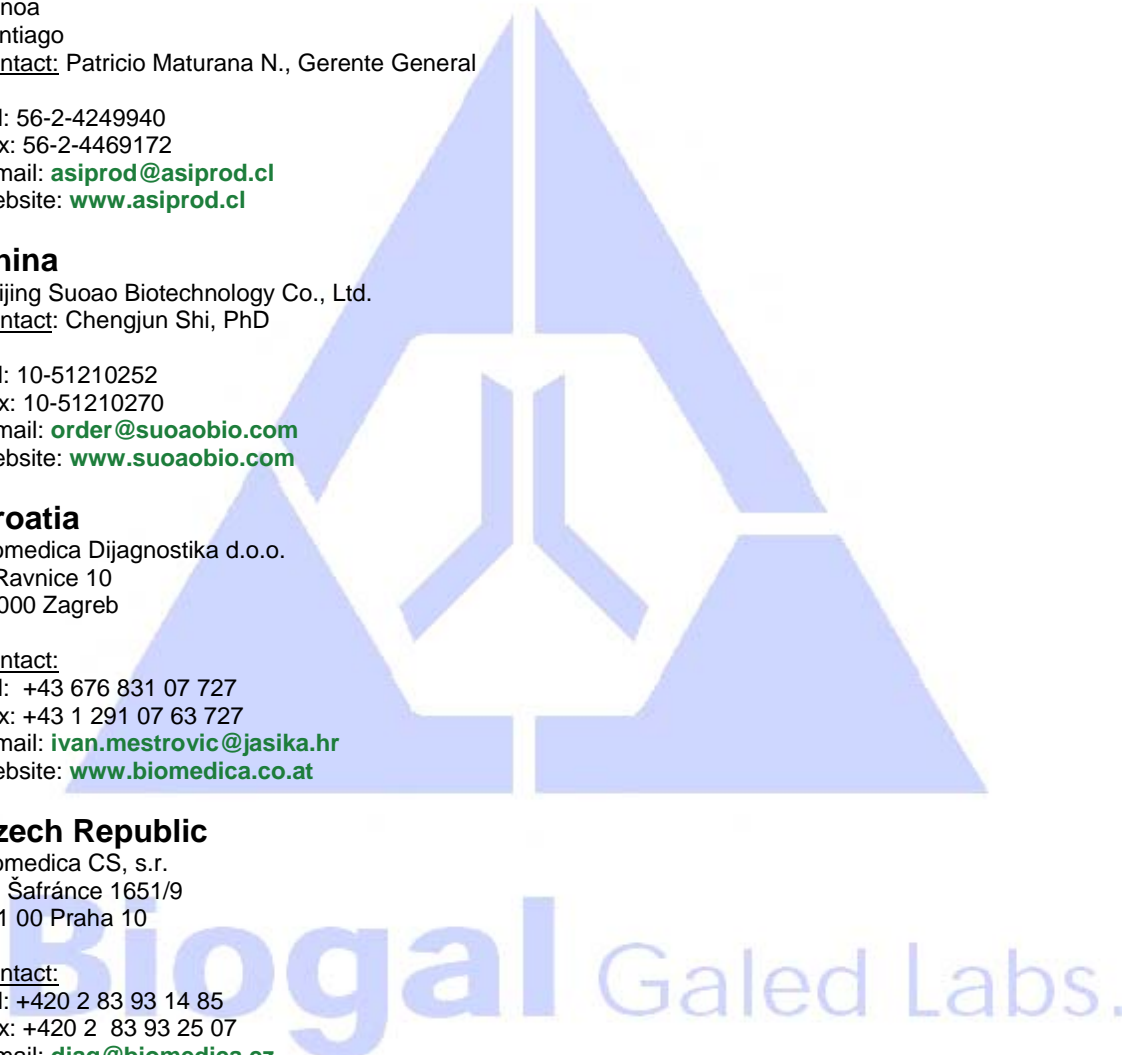 noa
ntiago
ntact: Patricio Maturana N., Gerente General
l: 56-2-4249940
x: 56-2-4469172
mail: asiprod@asiprod.cl
ebsite: www.asiprod.cl
hina
ijing Suoao Biotechnology Co., Ltd.
ntact: Chengjun Shi, PhD
l: 10-51210252
x: 10-51210270
mail: order@suoaobio.com
ebsite: www.suoaobio.com
roatia
omedica Dijagnostika d.o.o.
Ravnice 10
000 Zagreb
ntact:
l: +43 676 831 07 727
x: +43 1 291 07 63 727
mail: ivan.mestrovic@jasika.hr
ebsite: www.biomedica.co.at
zech Republic
omedica CS, s.r.
Šafránce 1651/9
1 00 Praha 10
ntact:
l: +420 2 83 93 14 85
x: +420 2 83 93 25 07
mail: diag@biomedica.cz
Biogal Galed Labs.